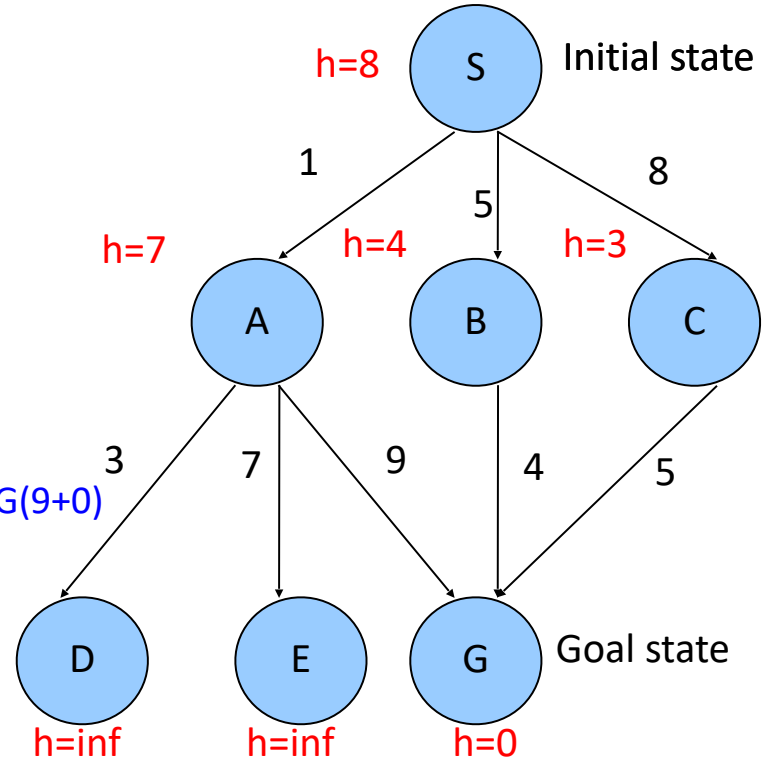 S
Initial state
h=8
1
5
8
h=7
h=4
h=3
A
B
C
3
7
9
4
5
G(9+0)
D
E
G
Goal state
h=inf
h=inf
h=0